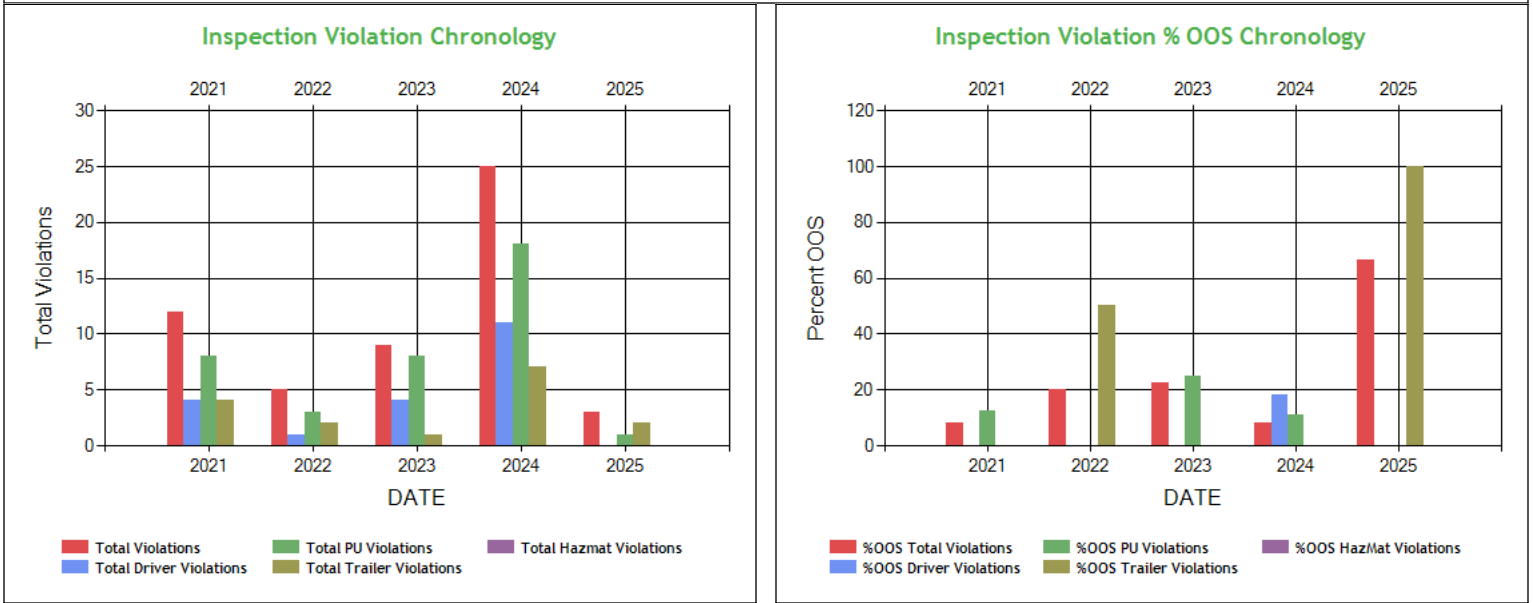 Inspection Violation Chronology
2021 2022 2023 2024 2025
30
25
20
15
10
5
0
Total Violations
2021 2022 2023 2024 2025
DATE
Total Violations Total PU Violations Total Hazmat Violations
Total Driver Violations Total Trailer Violations
Inspection Violation % OOS Chronology
2021 2022 2023 2024 2025
120
100
80
60
40
20
0
Percent OOS
2021 2022 2023 2024 2025
DATE
%OOS Total Violations %OOS PU Violations %OOS HazMat Violations
%OOS Driver Violations %OOS Trailer Violations